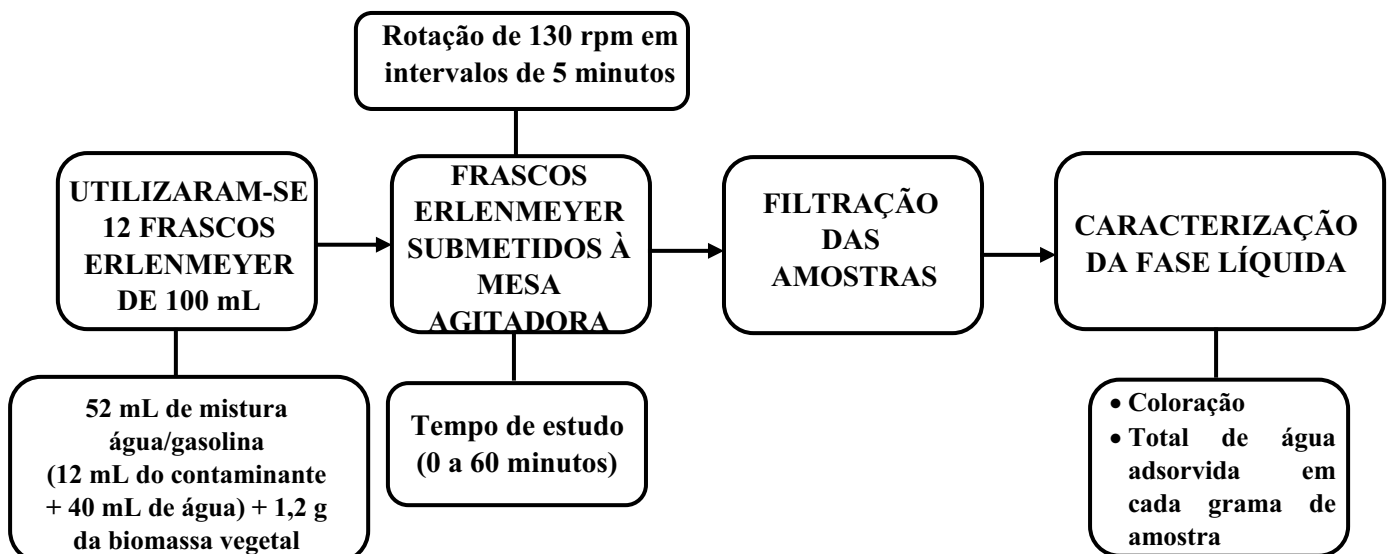 Rotação de 130 rpm em
intervalos de 5 minutos
UTILIZARAM-SE
12 FRASCOS
ERLENMEYER
DE 100 mL
FRASCOS
ERLENMEYER
SUBMETIDOS À
MESA
AGITADORA
FILTRAÇÃO
DAS
AMOSTRAS
CARACTERIZAÇÃO
DA FASE LÍQUIDA
52 mL de mistura
água/gasolina
(12 mL do contaminante
+ 40 mL de água) + 1,2 g
da biomassa vegetal
Tempo de estudo
(0 a 60 minutos)
• Coloração
• Total de água
adsorvida em
cada grama de
amostra